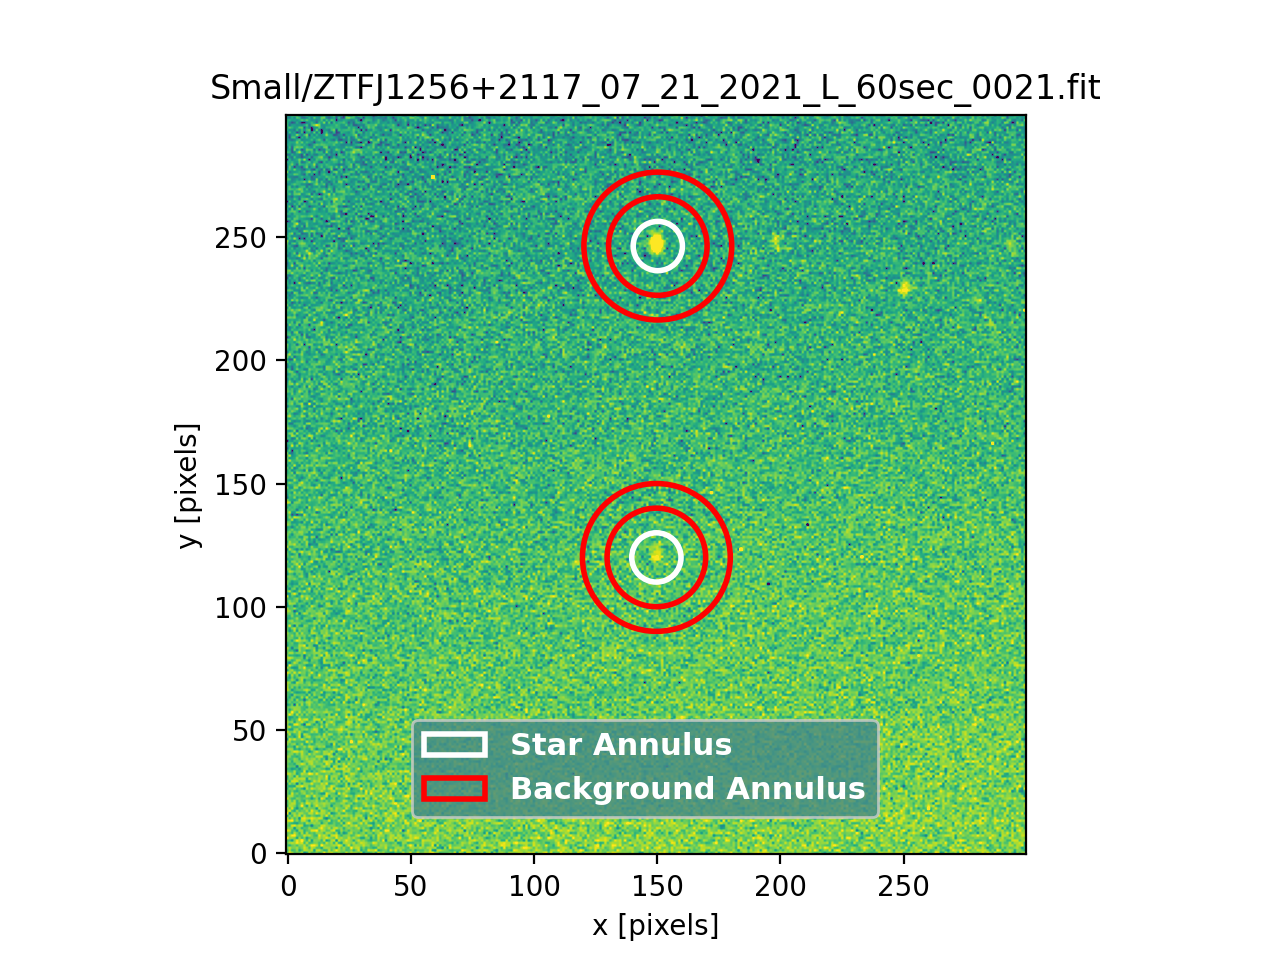 Small/ZTFJ1256+2117_07_21_2021_L_60sec_0021.fit
250
200
150
100
50
0
y [pixels]
Star Annulus
Background Annulus
0 50 100 150 200 250
x [pixels]